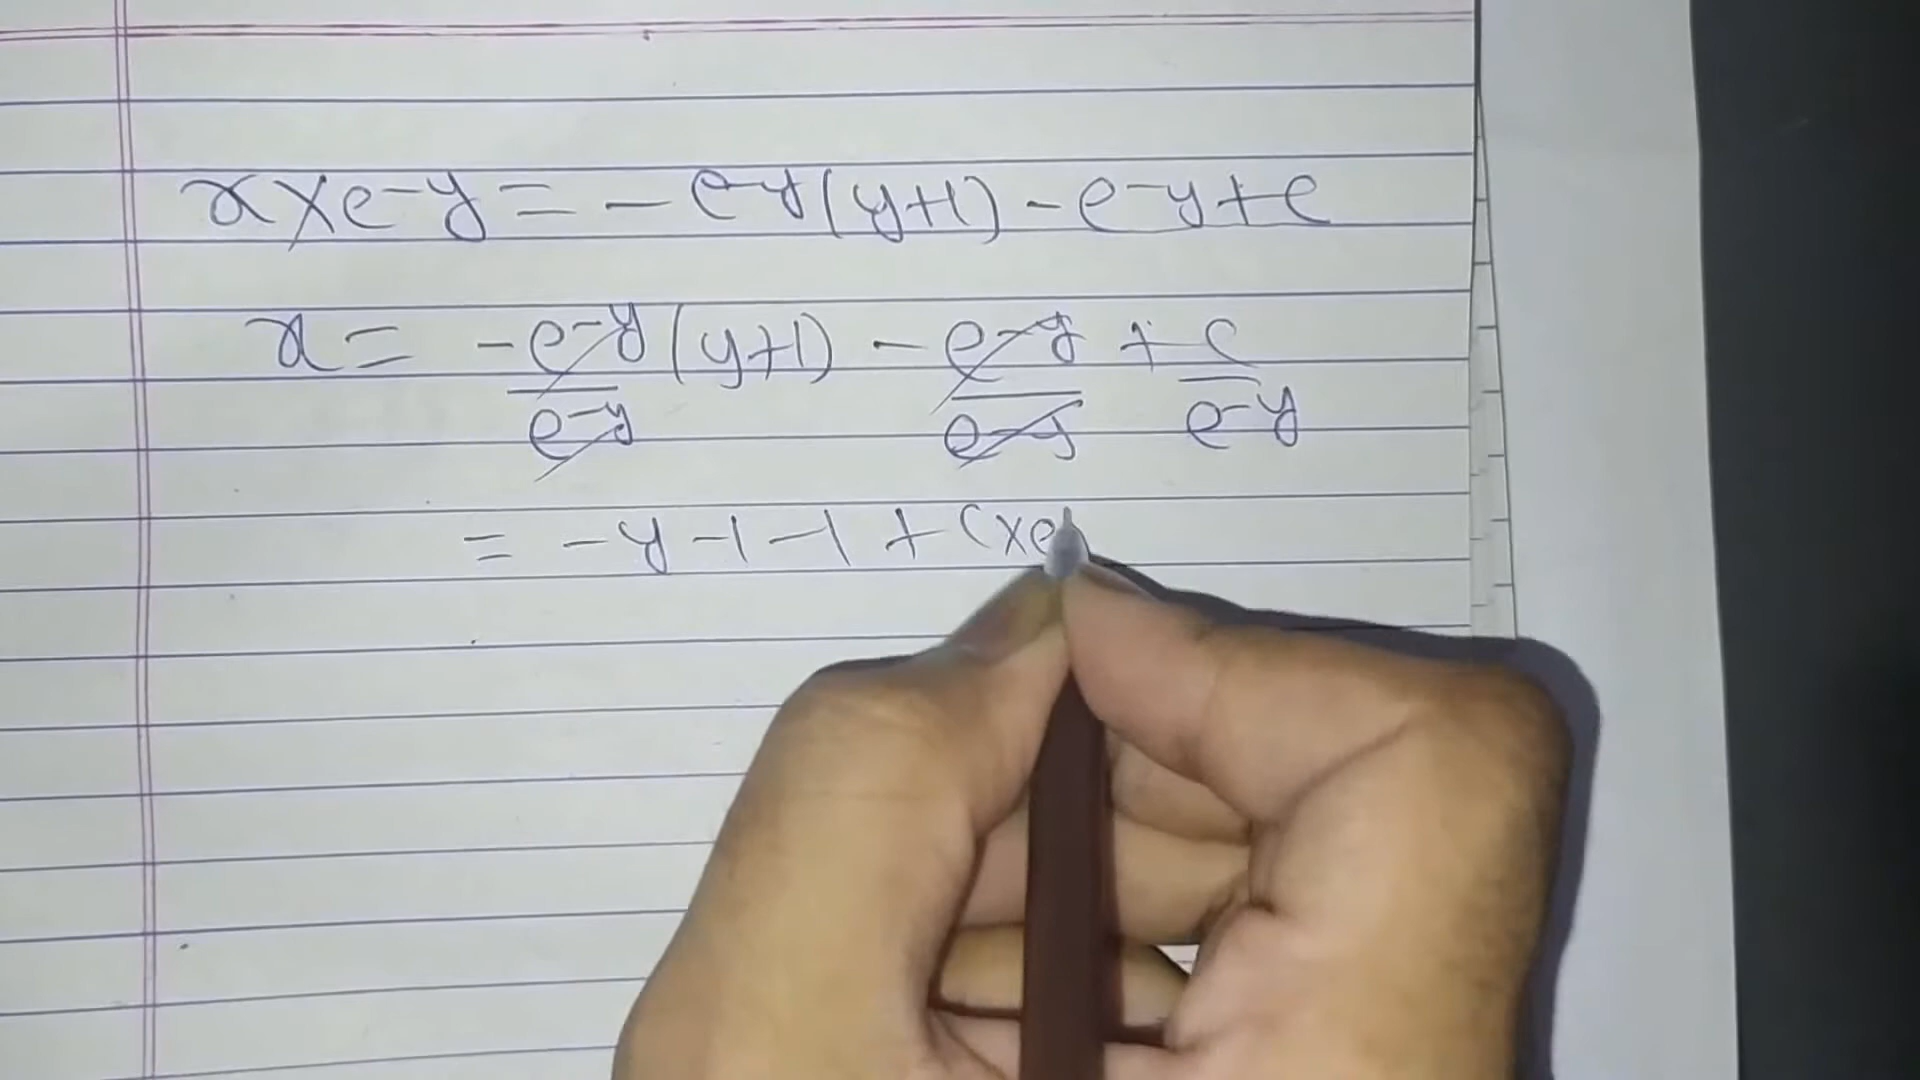 x×e-y = - e-y(y+1) - e-y+c
x = -e-y/e-y (y+1) - e-y/e-y + c/e-y
= -y-1-1+c×e